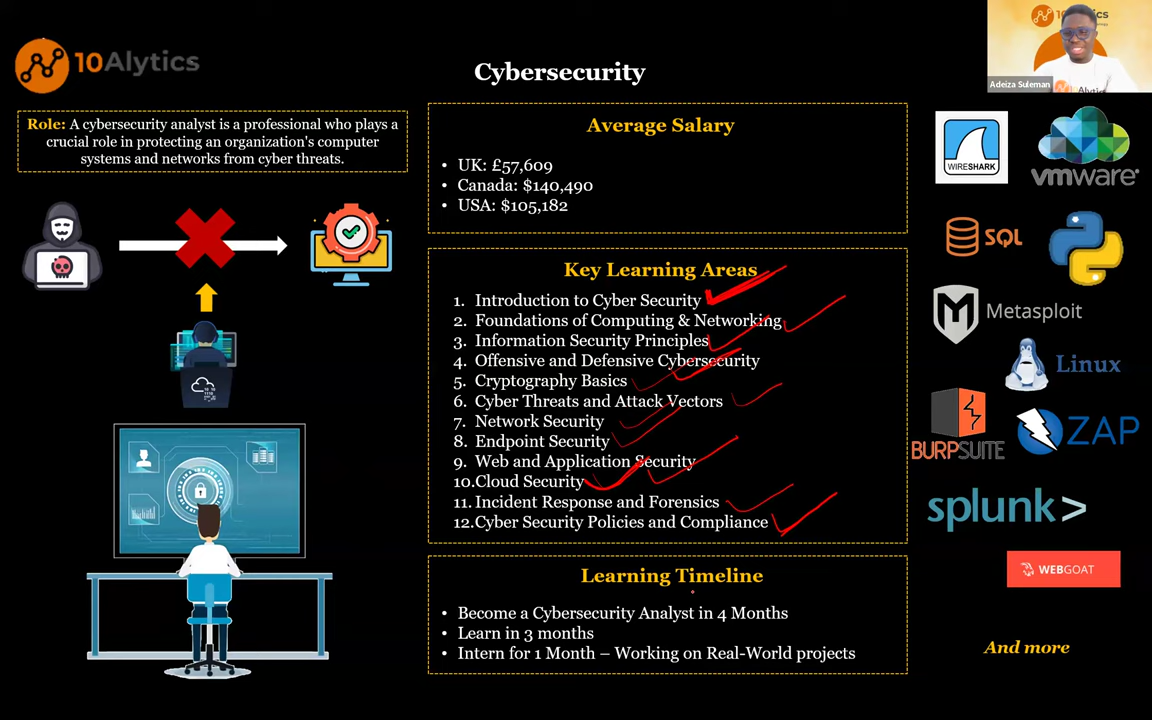 10Alytics
Cybersecurity
Adeiza Suleman
Role: A cybersecurity analyst is a professional who plays a
crucial role in protecting an organization's computer
systems and networks from cyber threats.
Average Salary
• UK: £57,609
• Canada: $140,490
• USA: $105,182
Key Learning Areas
1. Introduction to Cyber Security
2. Foundations of Computing & Networking
3. Information Security Principles
4. Offensive and Defensive Cybersecurity
5. Cryptography Basics
6. Cyber Threats and Attack Vectors
7. Network Security
8. Endpoint Security
9. Web and Application Security
10.Cloud Security
11. Incident Response and Forensics
12.Cyber Security Policies and Compliance
Learning Timeline
• Become a Cybersecurity Analyst in 4 Months
• Learn in 3 months
• Intern for 1 Month – Working on Real-World projects
WIRESHARK
vmware
SQL
Metasploit
Linux
BURPSUITE
ZAP
splunk>
WEBGOAT
And more